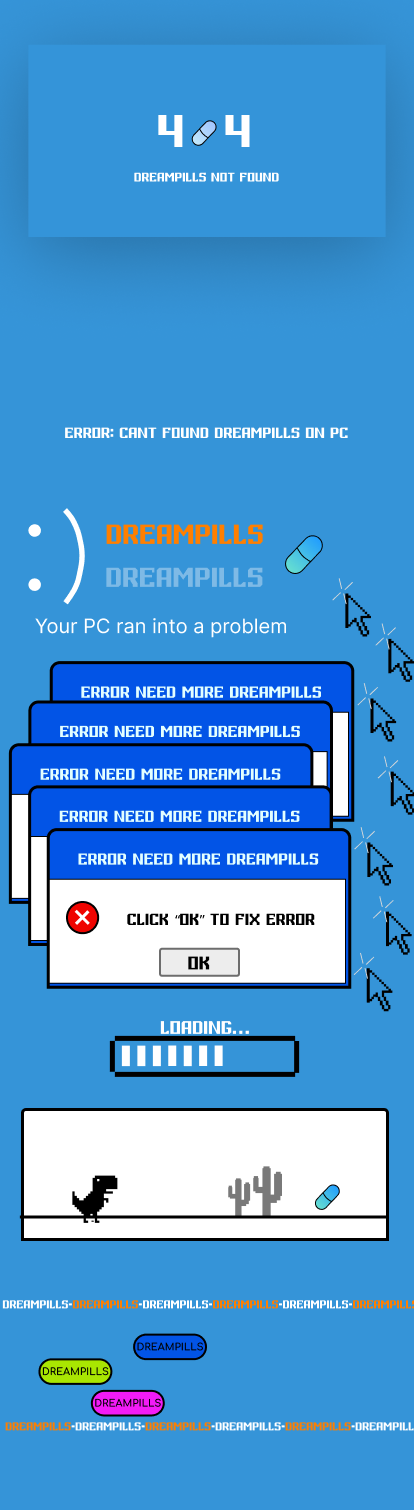 4 4
DREAMPILLS NOT FOUND
ERROR: CANT FOUND DREAMPILLS ON PC
:)
DREAMPILLS
DREAMPILLS
Your PC ran into a problem
ERROR NEED MORE DREAMPILLS
ERROR NEED MORE DREAMPILLS
ERROR NEED MORE DREAMPILLS
ERROR NEED MORE DREAMPILLS
ERROR NEED MORE DREAMPILLS
CLICK “OK” TO FIX ERROR
OK
LOADING...
DREAMPILLS-DREAMPILLS-DREAMPILLS-DREAMPILLS-DREAMPILLS-DREAMPILLS
DREAMPILLS
DREAMPILLS
DREAMPILLS
DREAMPILLS-DREAMPILLS-DREAMPILLS-DREAMPILLS-DREAMPILLS-DREAMPILL